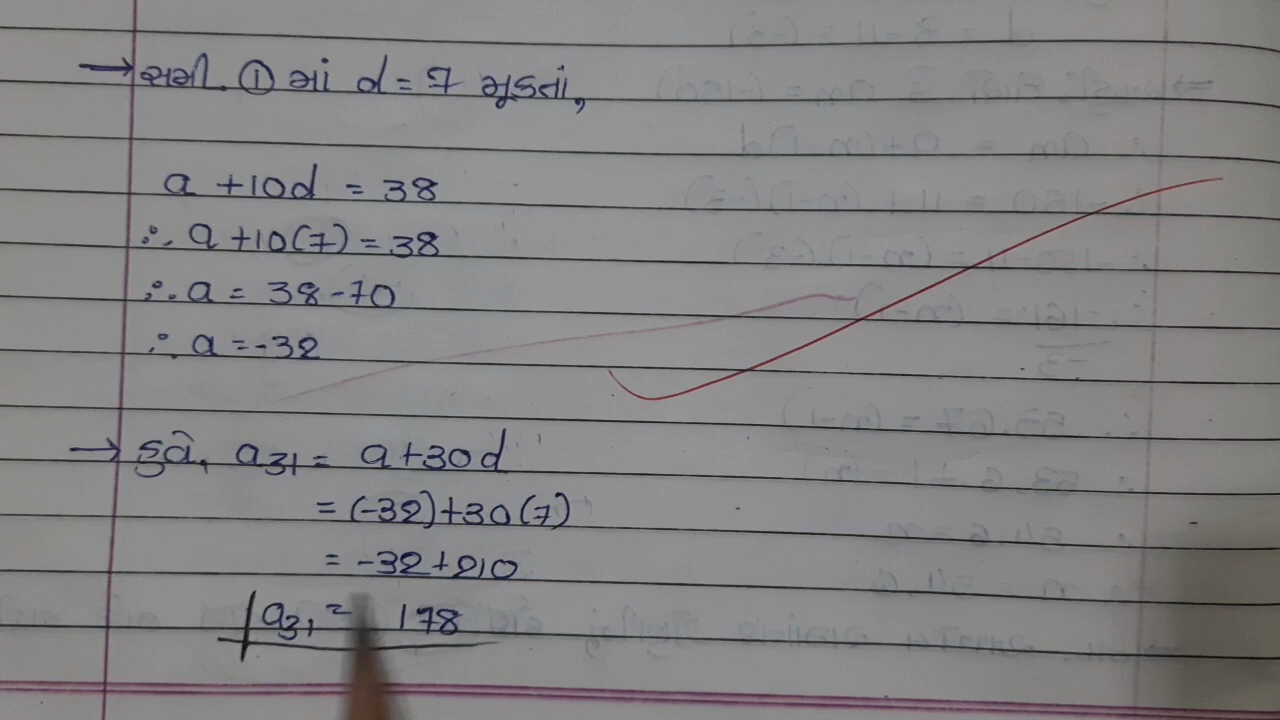 → સમી. ① માં d = 7 મુકતાં,
a + 10d = 38
∴ a + 10(7) = 38
∴ a = 38 - 70
∴ a = -32
→ હવે, a₃₁ = a + 30d
= (-32) + 30(7)
= -32 + 210
a₃₁ = 178